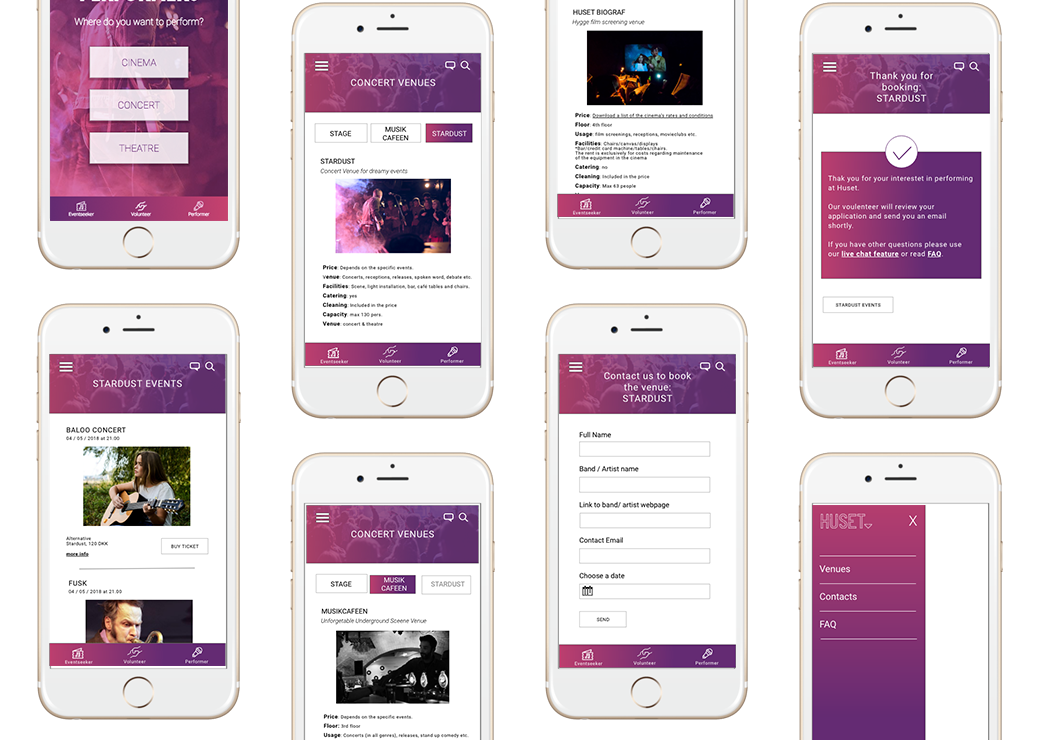 Where do you want to perform?
CINEMA
CONCERT
THEATRE
Eventseeker
Volunteer
Performer
STARDUST EVENTS
BALOO CONCERT
04 / 05 / 2018 at 21:00
Alternative
Stardust, 120 DKK
more info
BUY TICKET
FUSK
04 / 05 / 2018 at 21:00
Eventseeker
Volunteer
Performer
CONCERT VENUES
STAGE
MUSIK
CAFEEN
STARDUST
STARDUST
Concert Venue for dreamy events
Price: Depends on the specific events.
Venue: Concerts, receptions, releases, spoken word, debate etc.
Facilities: Scene, light installation, bar, café tables and chairs.
Catering: yes
Cleaning: Included in the price
Capacity: max 130 pers.
Venue: concert & theatre
Eventseeker
Volunteer
Performer
CONCERT VENUES
STAGE
MUSIK
CAFEEN
STARDUST
MUSIKCAFEEN
Unforgetable Underground Sceene Venue
Price: Depends on the specific events.
Floor: 3rd floor
Usage: Concerts (in all genres), releases, stand up comedy etc.
HUSET BIOGRAF
Hygge film screening venue
Price: Download a list of the cinema's rates and conditions
Floor: 4th floor
Usage: Film screenings, receptions, movieclubs etc.
Facilities: Chairs/canvas/displays
*Bar/credit card machine/tables/chairs.
The rent is exclusively for costs regarding maintenance
of the equipment in the cinema
Catering: no
Cleaning: Included in the price
Capacity: Max 63 people
Eventseeker
Volunteer
Performer
Contact us to book
the venue:
STARDUST
Full Name
Band / Artist name
Link to band/ artist webpage
Contact Email
Choose a date
SEND
Eventseeker
Volunteer
Performer
Thank you for
booking:
STARDUST
Thak you for your interestet in performing
at Huset.
Our voulenteer will review your
application and send you an email
shortly.
If you have other questions please use
our live chat feature or read FAQ.
STARDUST EVENTS
Eventseeker
Volunteer
Performer
HUSET
X
Venues
Contacts
FAQ